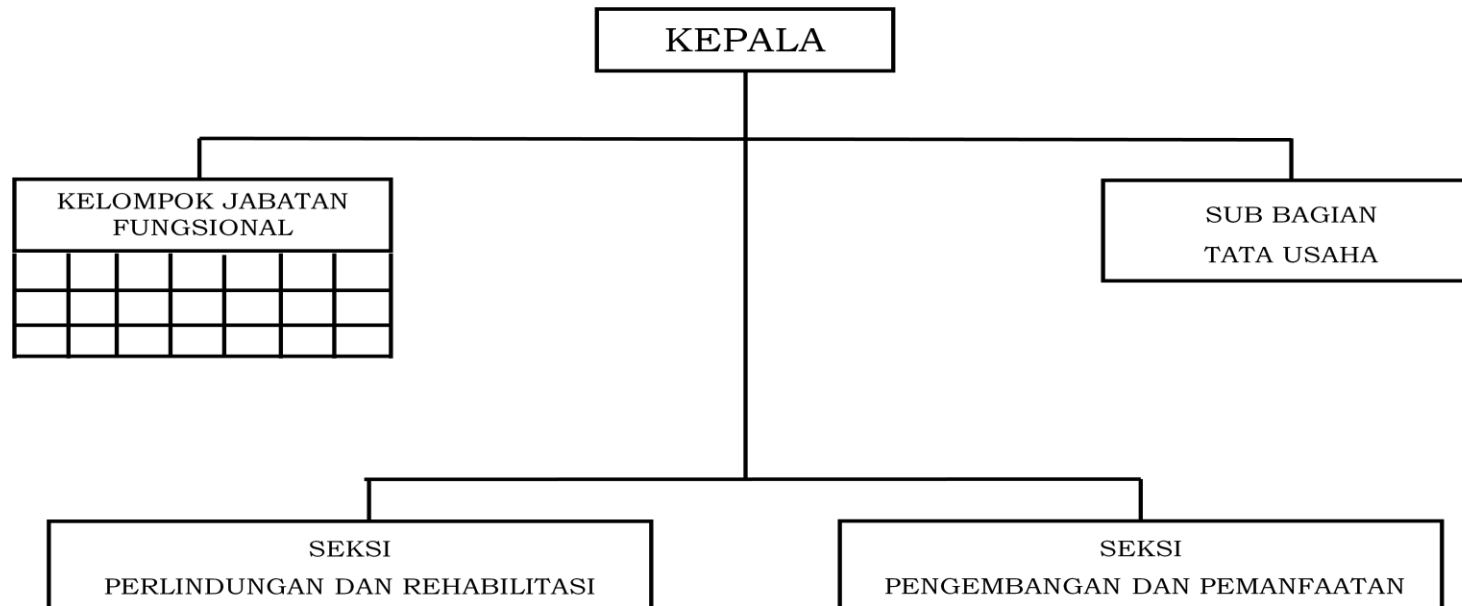 KEPALA
KELOMPOK JABATAN
FUNGSIONAL
SUB BAGIAN
TATA USAHA
SEKSI
PERLINDUNGAN DAN REHABILITASI
SEKSI
PENGEMBANGAN DAN PEMANFAATAN